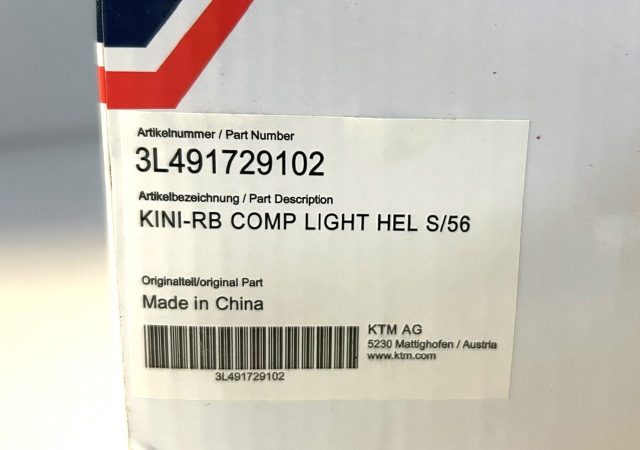 Artikelnummer / Part Number
3L491729102
Artikelbezeichnung / Part Description
KINI-RB COMP LIGHT HEL S/56
Originalteil/original Part
Made in China
KTM AG
5230 Mattighofen / Austria
www.ktm.com
3L491729102